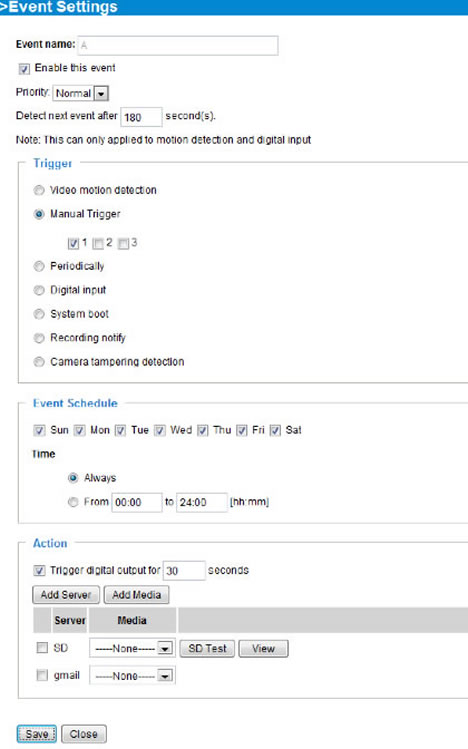 >Event Settings
Event name: A
Enable this event
Priority: Normal
Detect next event after 180 second(s).
Note: This can only applied to motion detection and digital input
Trigger
Video motion detection
Manual Trigger
1 2 3
Periodically
Digital input
System boot
Recording notify
Camera tampering detection
Event Schedule
Sun Mon Tue Wed Thu Fri Sat
Time
Always
From 00:00 to 24:00 [hh:mm]
Action
Trigger digital output for 30 seconds
Add Server Add Media
Server Media
SD -----None----- SD Test View
gmail -----None-----
Save Close